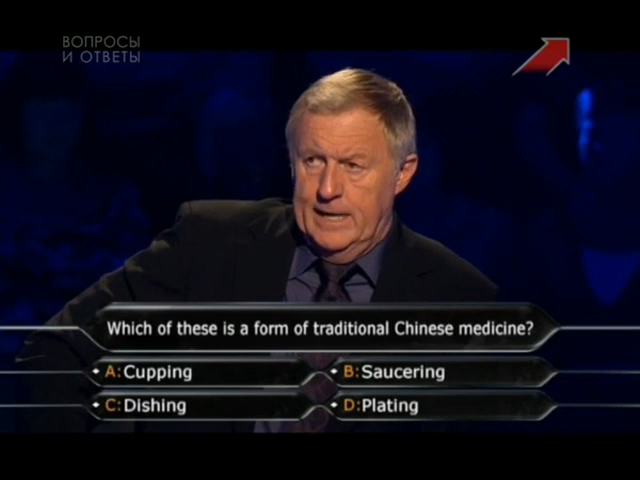 ВОПРОСЫ
И ОТВЕТЫ
Which of these is a form of traditional Chinese medicine?
A: Cupping
B: Saucering
C: Dishing
D: Plating